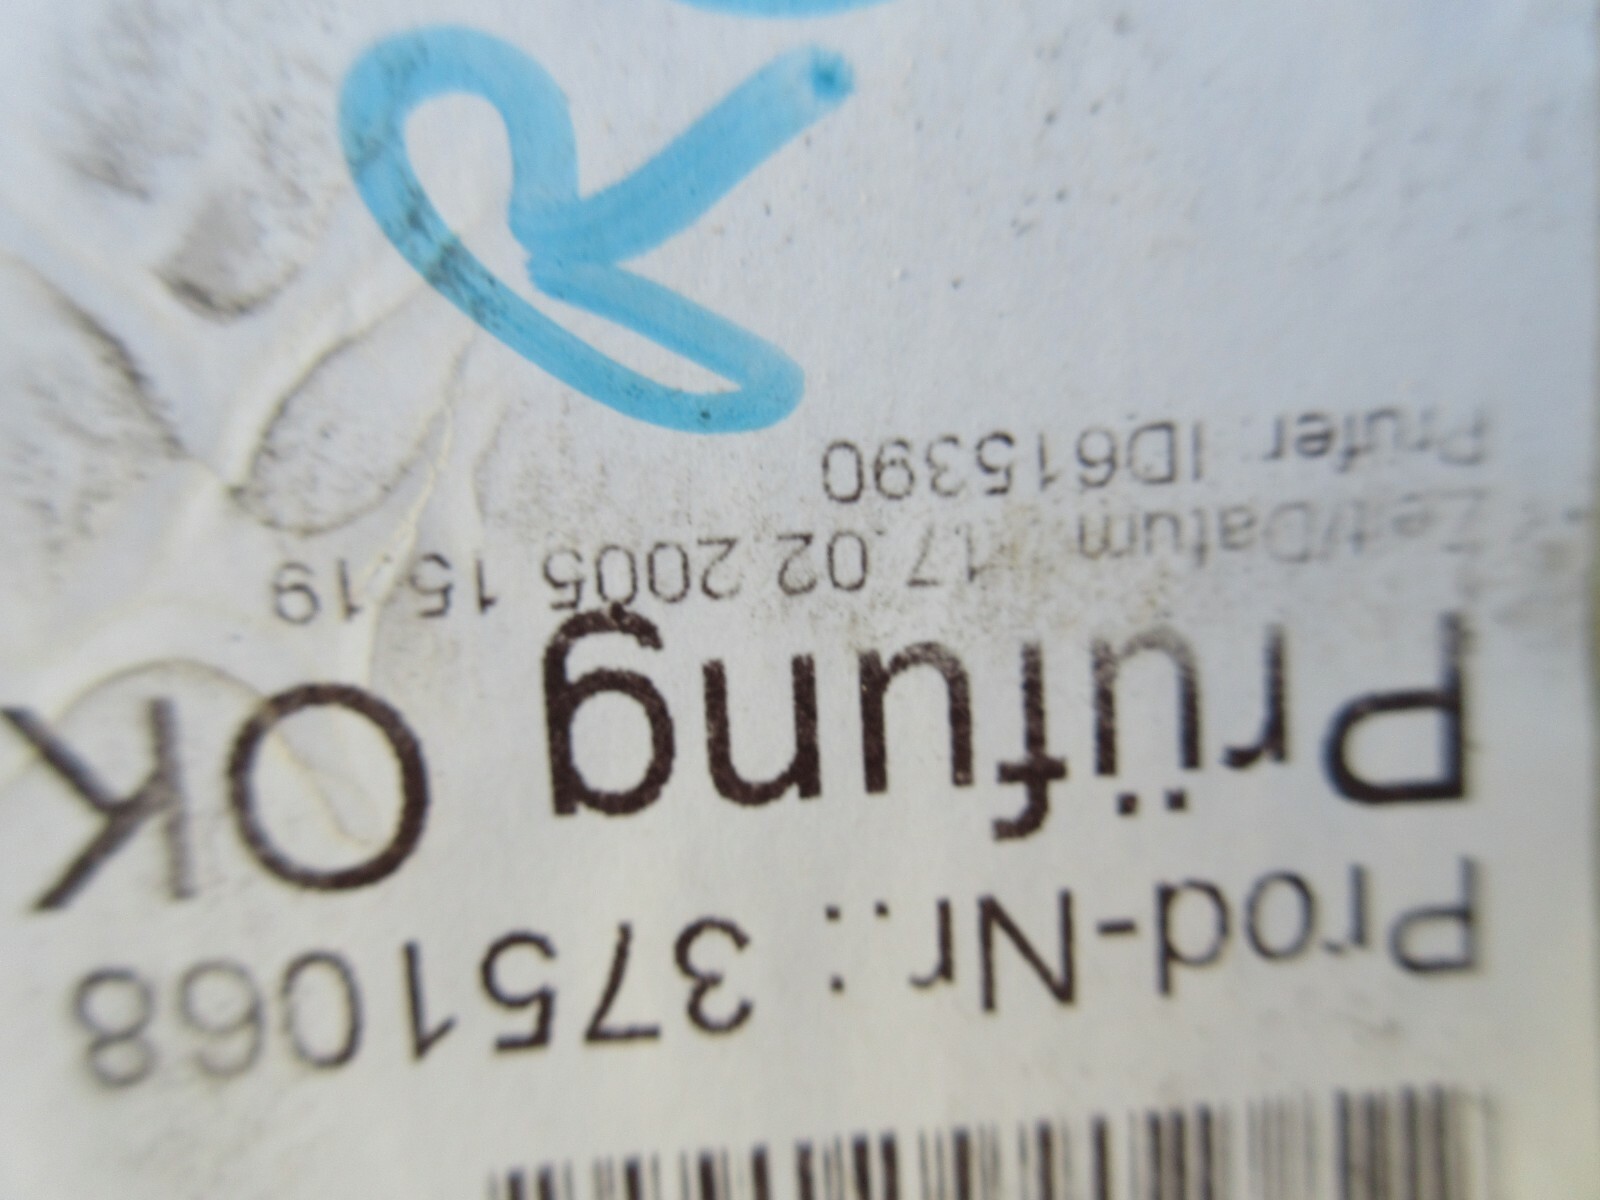 Prod-Nr.: 3751068
Prüfung OK
Zeit/Datum: 17.02.2005 15:19
Prüfer: ID615390